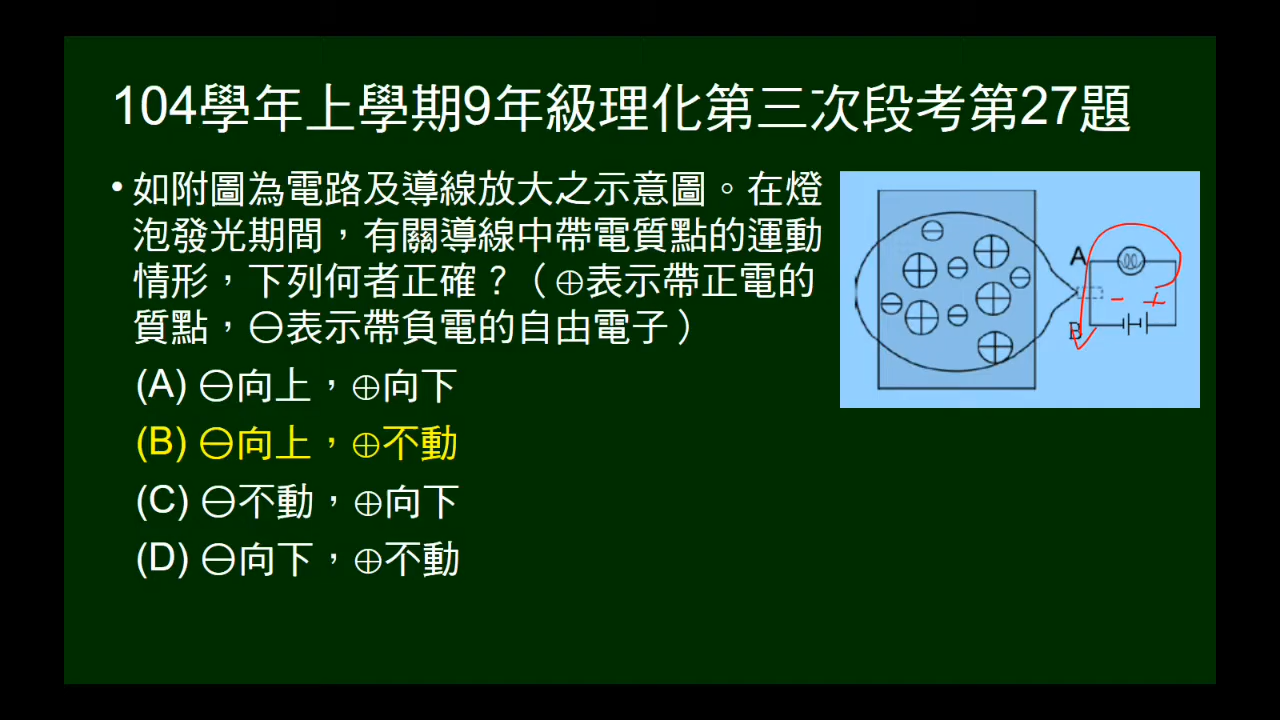 104學年上學期9年級理化第三次段考第27題
•如附圖為電路及導線放大之示意圖。在燈
泡發光期間，有關導線中帶電質點的運動
情形，下列何者正確？（⊕表示帶正電的
質點，⊖表示帶負電的自由電子）
(A) ⊖向上，⊕向下
(B) ⊖向上，⊕不動
(C) ⊖不動，⊕向下
(D) ⊖向下，⊕不動
A
- +
B